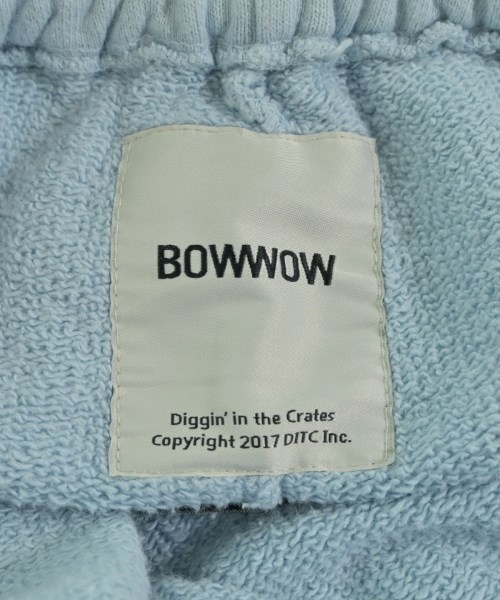 BOWWOW
Diggin' in the Crates
Copyright 2017 DITC Inc.